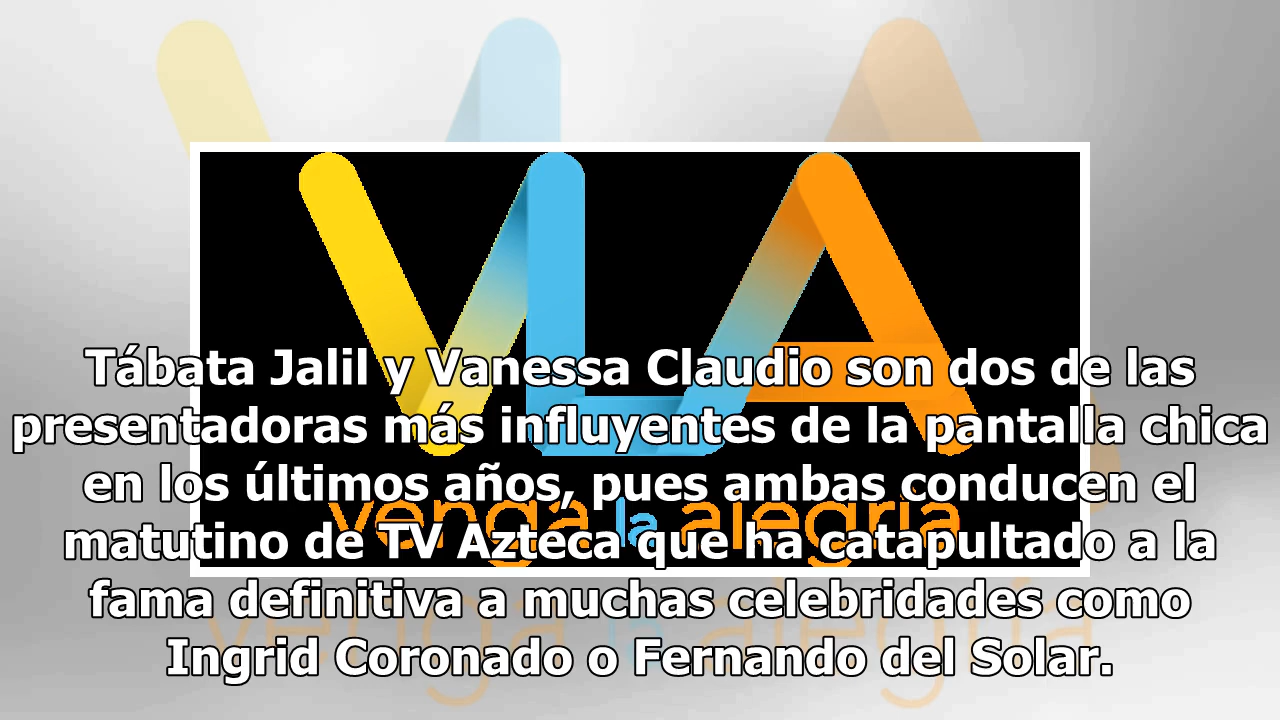 VLA
Tábata Jalil y Vanessa Claudio son dos de las
presentadoras más influyentes de la pantalla chica
en los últimos años, pues ambas conducen el
venga la alegría
matutino de TV Azteca que ha catapultado a la
fama definitiva a muchas celebridades como
Ingrid Coronado o Fernando del Solar.